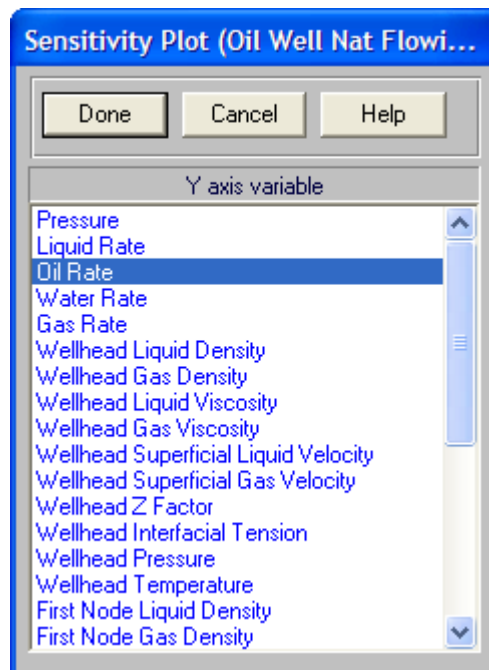 Sensitivity Plot (Oil Well Nat Flowi...
Done Cancel Help
Y axis variable
Pressure
Liquid Rate
Oil Rate
Water Rate
Gas Rate
Wellhead Liquid Density
Wellhead Gas Density
Wellhead Liquid Viscosity
Wellhead Gas Viscosity
Wellhead Superficial Liquid Velocity
Wellhead Superficial Gas Velocity
Wellhead Z Factor
Wellhead Interfacial Tension
Wellhead Pressure
Wellhead Temperature
First Node Liquid Density
First Node Gas Density